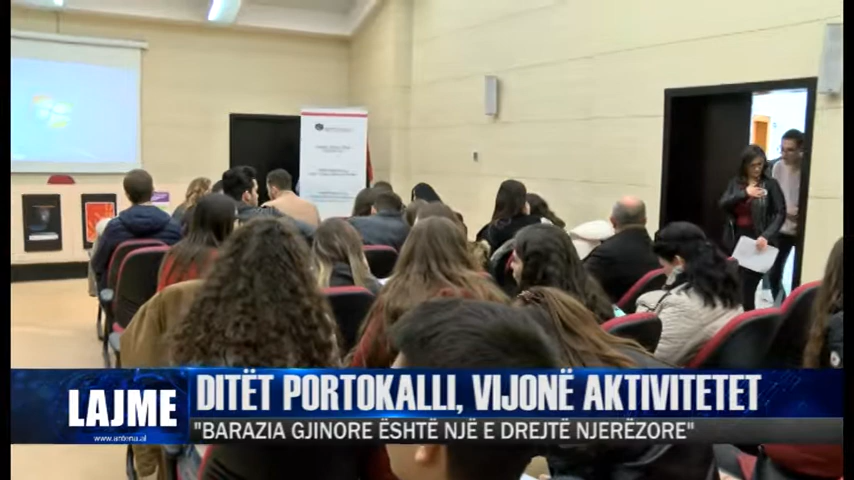 DITËT PORTOKALLI, VIJONË AKTIVITETET
LAJME
www.antena.al
"BARAZIA GJINORE ËSHTË NJË E DREJTË NJERËZORE"